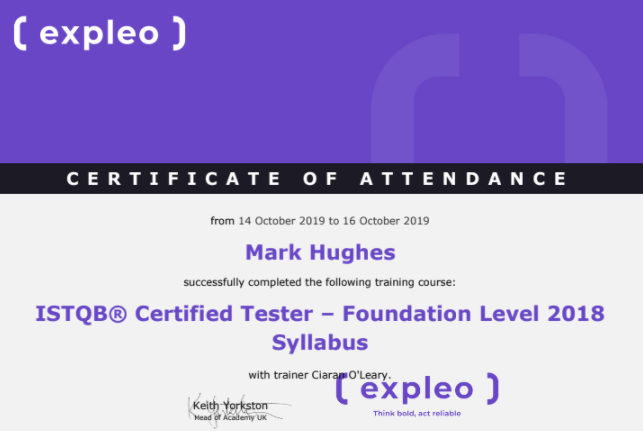 ( expleo )
CERTIFICATE OF ATTENDANCE
from 14 October 2019 to 16 October 2019
Mark Hughes
successfully completed the following training course:
ISTQB® Certified Tester – Foundation Level 2018
Syllabus
with trainer Ciaran O'Leary.
( expleo )
Think bold, act reliable
Keith Yorkston
Head of Academy UK